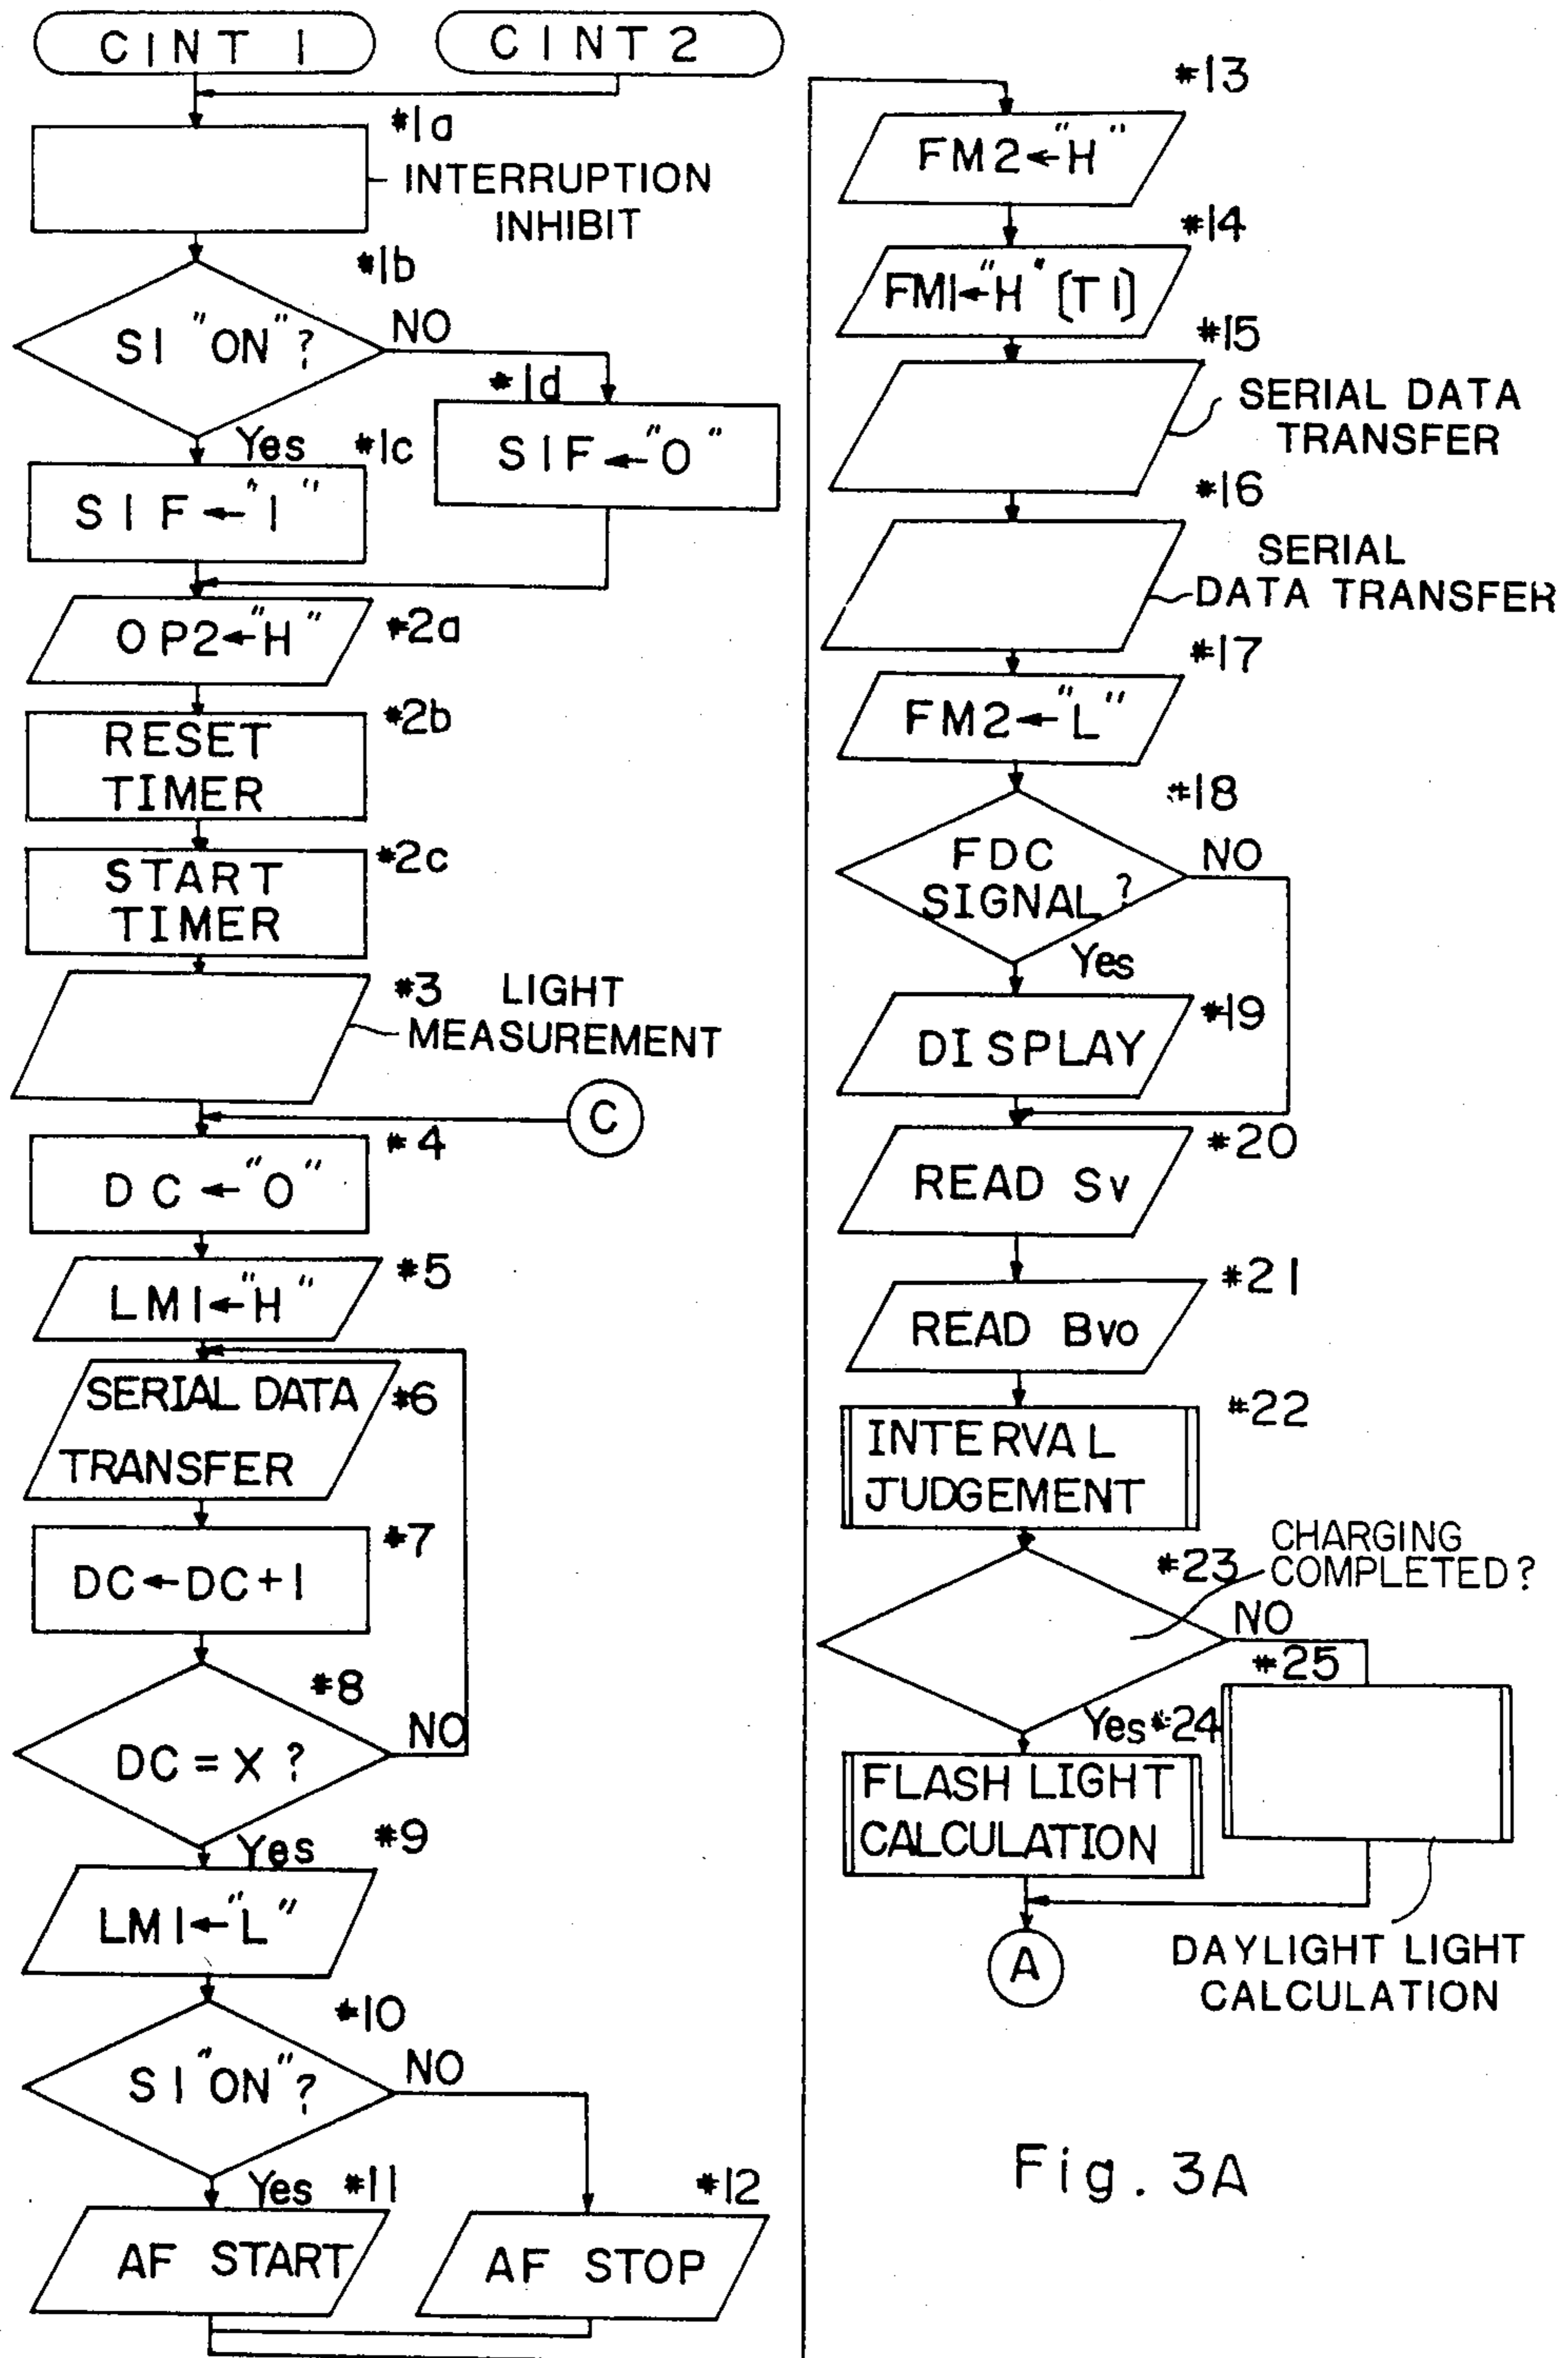 CINT 1
CINT 2
*1a
INTERRUPTION
INHIBIT
*1b
S1 "ON"?
NO
*1d
S1F←"0"
Yes
*1c
S1F←"1"
OP2←"H"
*2a
RESET
TIMER
*2b
START
TIMER
*2c
*3 LIGHT
MEASUREMENT
C
*4
DC←"0"
*5
LM1←"H"
SERIAL DATA
TRANSFER
*6
*7
DC←DC+1
*8
DC=X?
NO
Yes
*9
LM1←"L"
*10
S1"ON"?
NO
Yes
*11
*12
AF START
AF STOP
*13
FM2←"H"
*14
FM1←"H"[T1]
*15
SERIAL DATA
TRANSFER
*16
SERIAL
DATA TRANSFER
*17
FM2←"L"
*18
FDC
SIGNAL?
NO
Yes
*19
DISPLAY
*20
READ Sv
*21
READ Bvo
*22
INTERVAL
JUDGEMENT
*23
CHARGING
COMPLETED?
NO
*25
Yes
*24
FLASH LIGHT
CALCULATION
A
DAYLIGHT LIGHT
CALCULATION
Fig. 3A